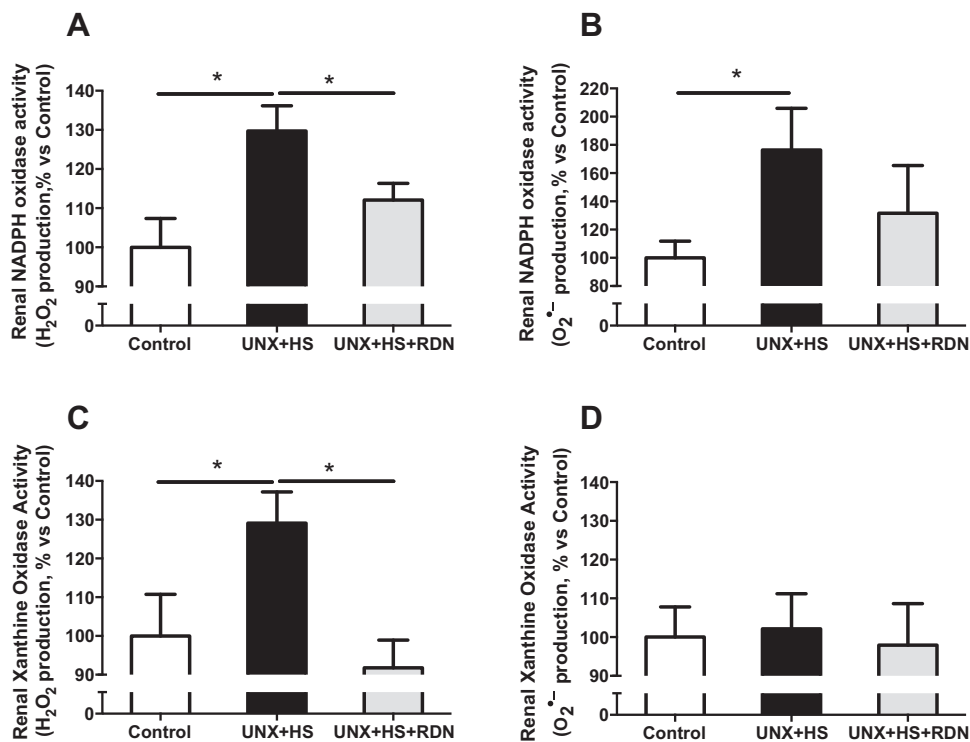 A
Renal NADPH oxidase activity
(H₂O₂ production,% vs Control)
140
130
120
110
100
90
0
*
*
Control
UNX+HS
UNX+HS+RDN
B
Renal NADPH oxidase activity
(O₂•– production, % vs Control)
220
200
180
160
140
120
100
80
0
*
Control
UNX+HS
UNX+HS+RDN
C
Renal Xanthine Oxidase Activity
(H₂O₂ production, % vs Control)
140
130
120
110
100
90
0
*
*
Control
UNX+HS
UNX+HS+RDN
D
Renal Xanthine Oxidase Activity
(O₂•– production, % vs Control)
140
130
120
110
100
90
0
Control
UNX+HS
UNX+HS+RDN